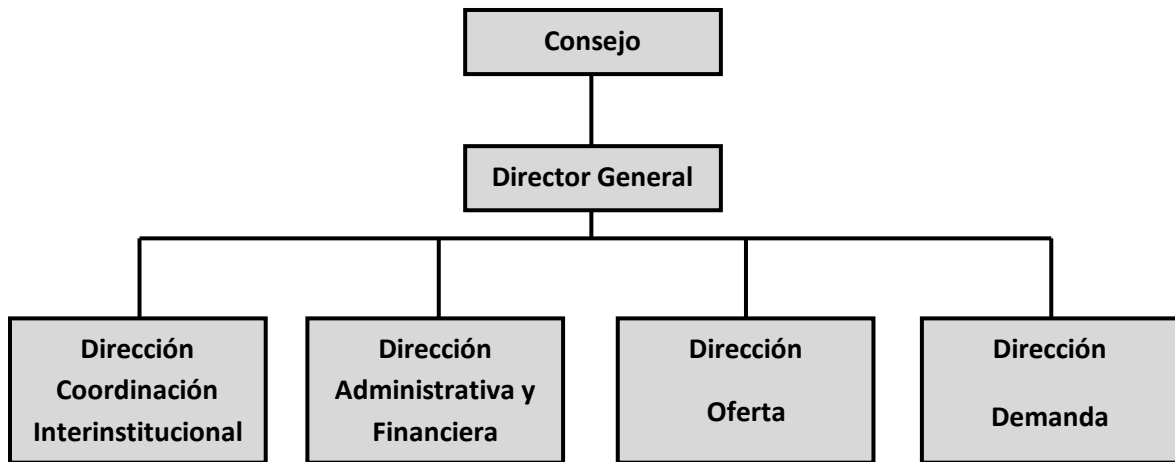 Consejo
Director General
Dirección
Coordinación
Interinstitucional
Dirección
Administrativa y
Financiera
Dirección
Oferta
Dirección
Demanda